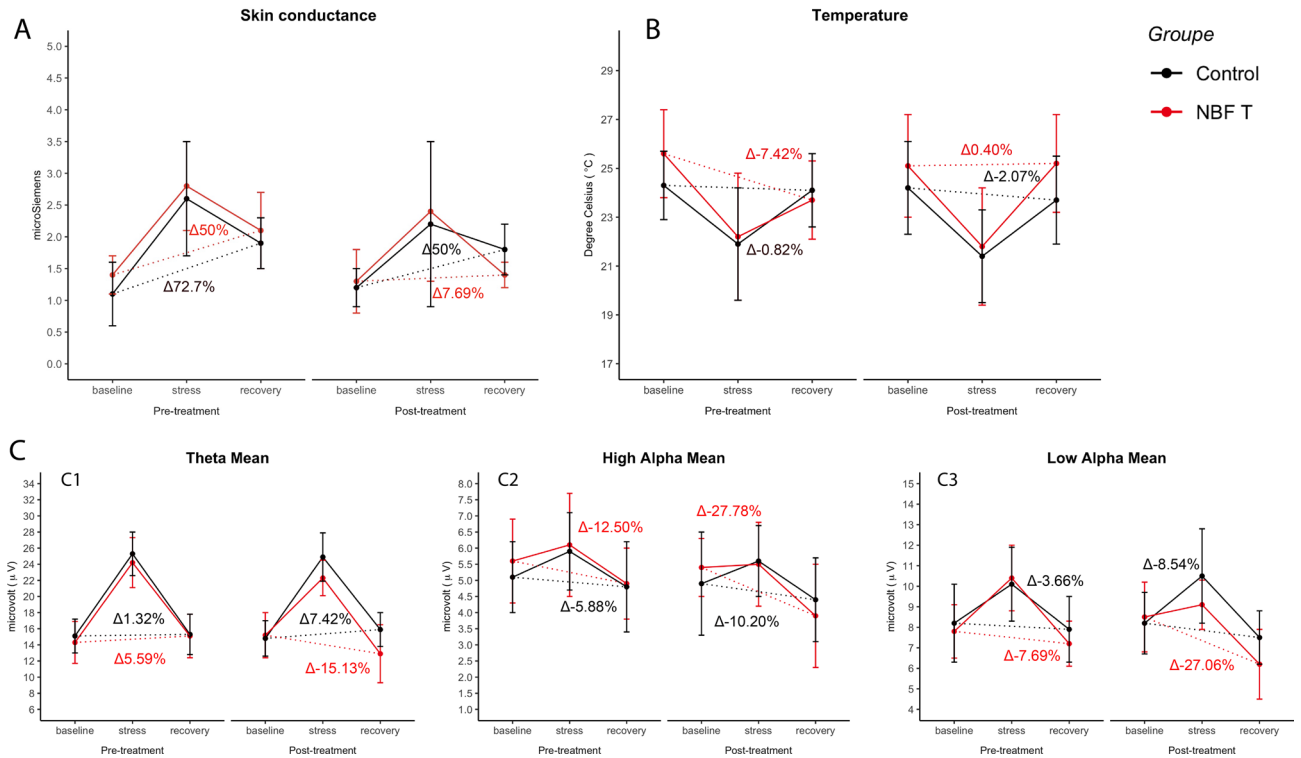 A
Skin conductance
microSiemens
5.0
4.5
4.0
3.5
3.0
2.5
2.0
1.5
1.0
0.5
0.0
Δ50%
Δ72.7%
Δ50%
Δ7.69%
baseline stress recovery baseline stress recovery
Pre-treatment Post-treatment
B
Temperature
Degree Celsius ( °C )
29
27
25
23
21
19
17
Δ-7.42%
Δ-0.82%
Δ0.40%
Δ-2.07%
baseline stress recovery baseline stress recovery
Pre-treatment Post-treatment
Groupe
Control
NBF T
C
Theta Mean
C1
microvolt ( μ V)
34
32
30
28
26
24
22
20
18
16
14
12
10
8
6
Δ1.32%
Δ5.59%
Δ7.42%
Δ-15.13%
baseline stress recovery baseline stress recovery
Pre-treatment Post-treatment
High Alpha Mean
C2
microvolt ( μ V)
8.0
7.5
7.0
6.5
6.0
5.5
5.0
4.5
4.0
3.5
3.0
2.5
2.0
1.5
1.0
Δ-12.50%
Δ-5.88%
Δ-27.78%
Δ-10.20%
baseline stress recovery baseline stress recovery
Pre-treatment Post-treatment
Low Alpha Mean
C3
microvolt ( μ V)
15
14
13
12
11
10
9
8
7
6
5
4
Δ-3.66%
Δ-7.69%
Δ-8.54%
Δ-27.06%
baseline stress recovery baseline stress recovery
Pre-treatment Post-treatment